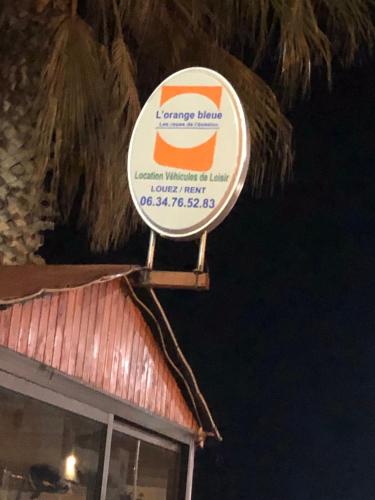 L'orange bleue
Les roues de l'évasion
Location Véhicules de Loisir
LOUEZ / RENT
06.34.76.52.83